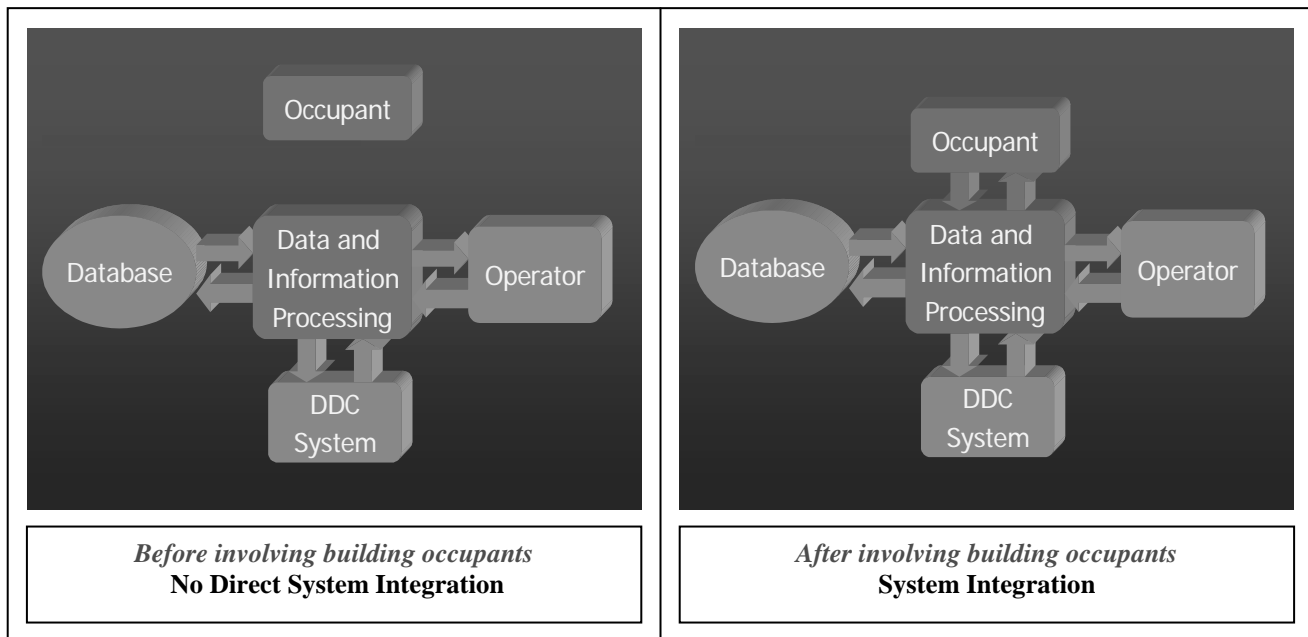 Occupant
Database
Data and
Information
Processing
Operator
DDC
System
Before involving building occupants
No Direct System Integration
Occupant
Database
Data and
Information
Processing
Operator
DDC
System
After involving building occupants
System Integration